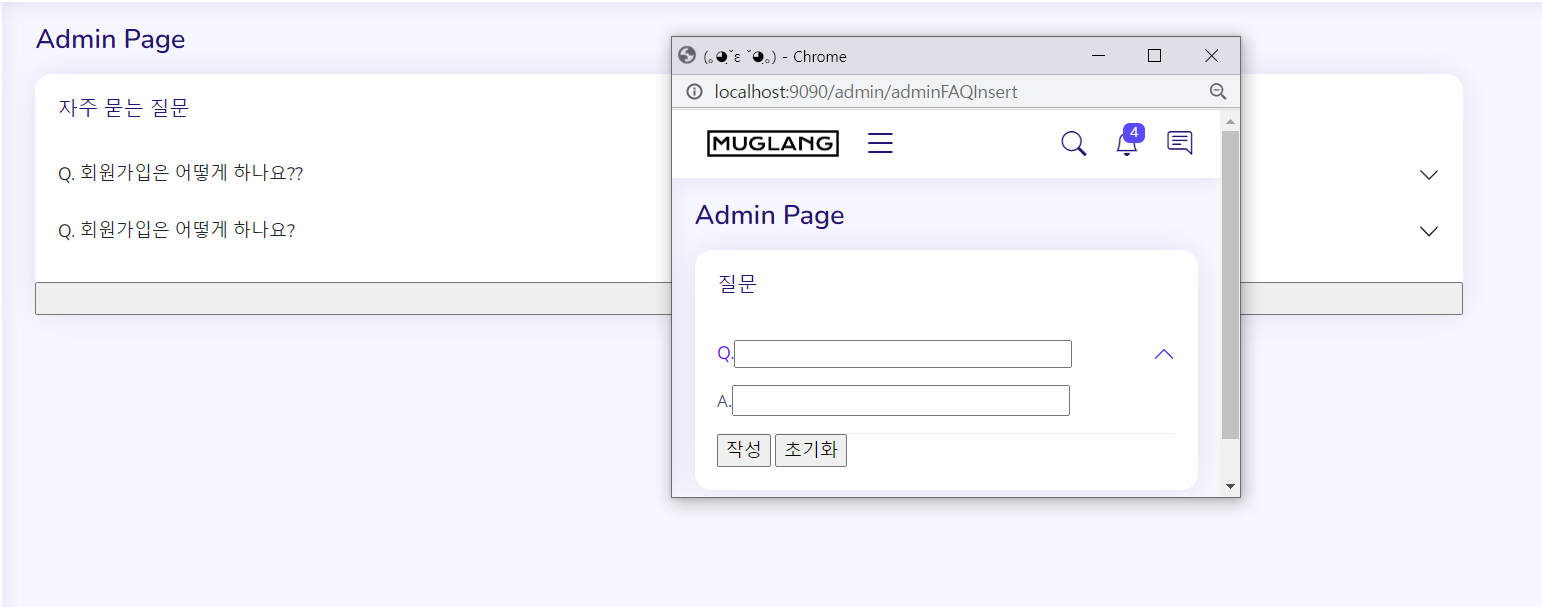 Admin Page
자주 묻는 질문
Q. 회원가입은 어떻게 하나요??
Q. 회원가입은 어떻게 하나요?
(｡◕ˇε ˇ◕｡) - Chrome
localhost:9090/admin/adminFAQInsert
MUGLANG
4
Admin Page
질문
Q.
A.
작성 초기화